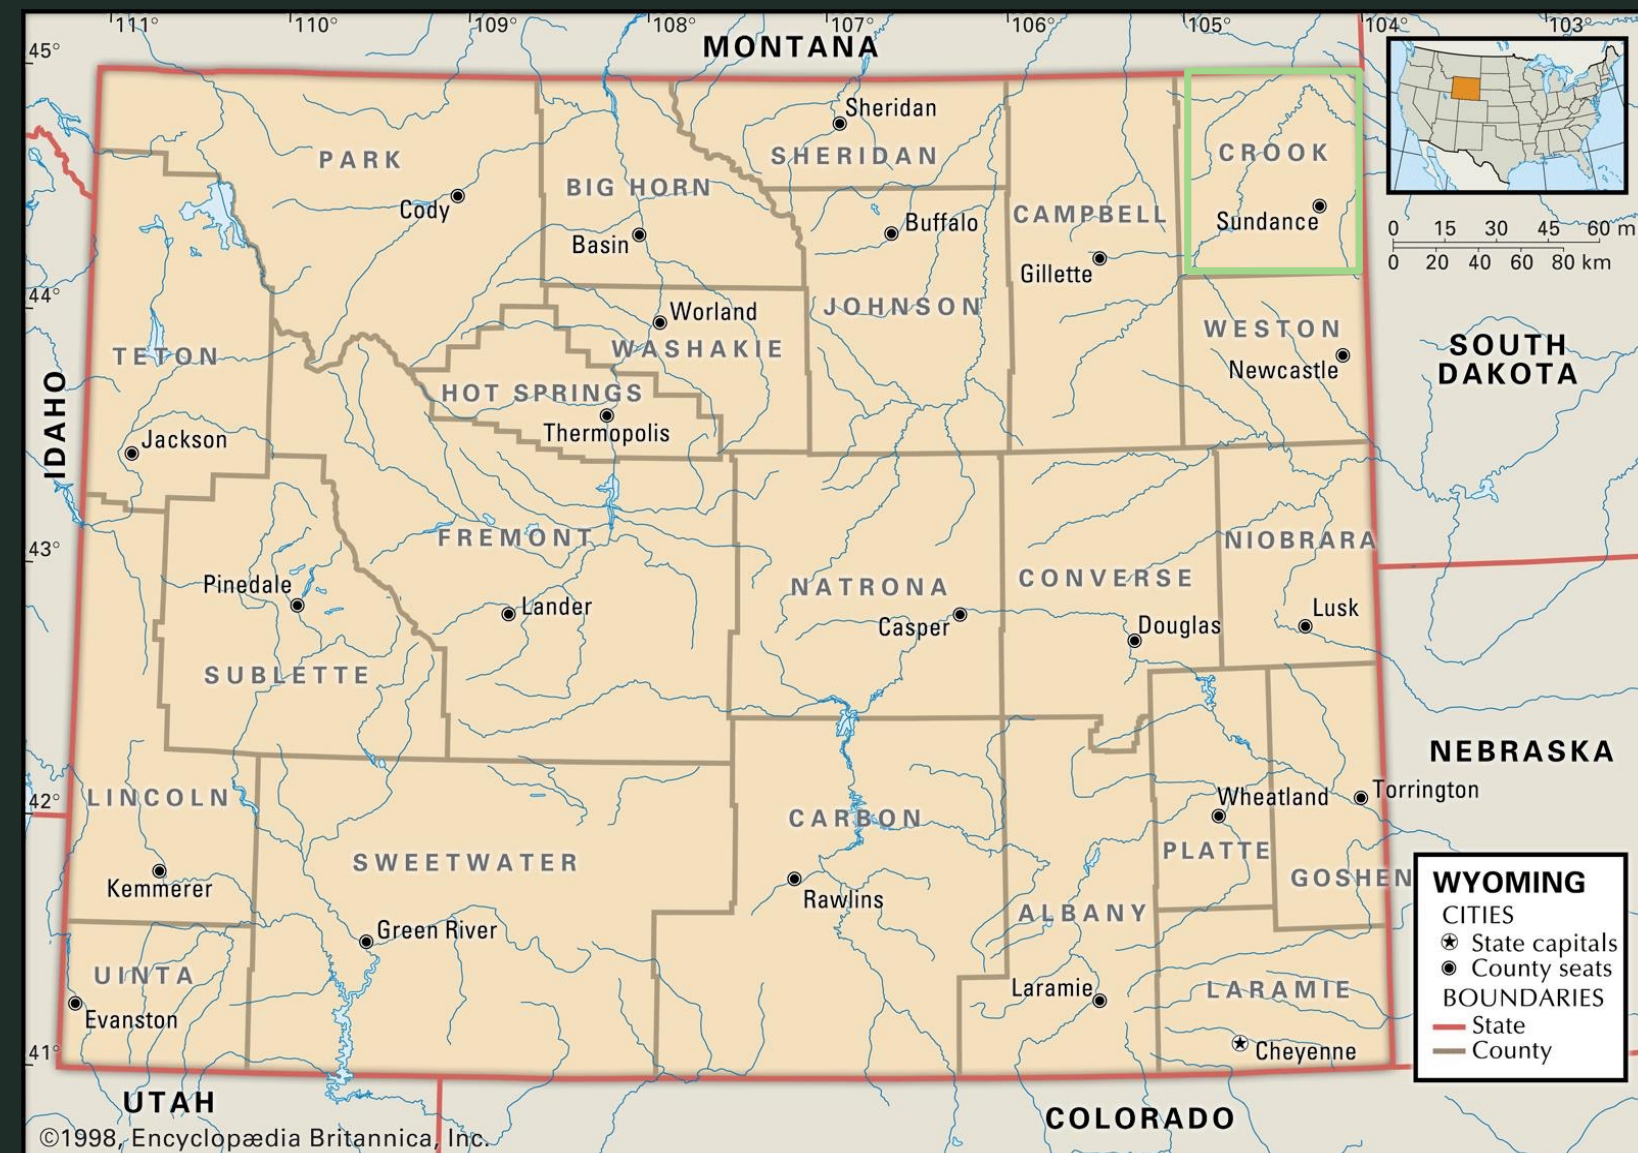 111° 110° 109° 108° 107° 106° 105° 104° 103°
45°
MONTANA
Sheridan
PARK
SHERIDAN
CROOK
BIG HORN
Cody
CAMPBELL
Sundance
Buffalo
Basin
Gillette
0 15 30 45 60 mi
0 20 40 60 80 km
44°
JOHNSON
Worland
WESTON
TETON
WASHAKIE
Newcastle
SOUTH
DAKOTA
HOT SPRINGS
IDAHO
Jackson
Thermopolis
43°
FREMONT
NIOBRARA
Pinedale
NATRONA
CONVERSE
Lander
Casper
Douglas
Lusk
SUBLETTE
NEBRASKA
42°
LINCOLN
Wheatland
Torrington
CARBON
SWEETWATER
PLATTE
Kemmerer
GOSHEN
Rawlins
ALBANY
Green River
UINTA
Laramie
LARAMIE
Evanston
41°
Cheyenne
WYOMING
CITIES
State capitals
County seats
BOUNDARIES
State
County
UTAH
COLORADO
©1998, Encyclopædia Britannica, Inc.